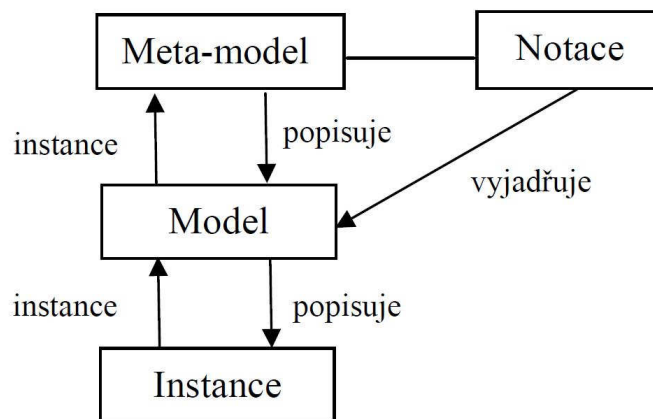 Meta-model
Notace
instance
popisuje
vyjadřuje
Model
instance
popisuje
Instance